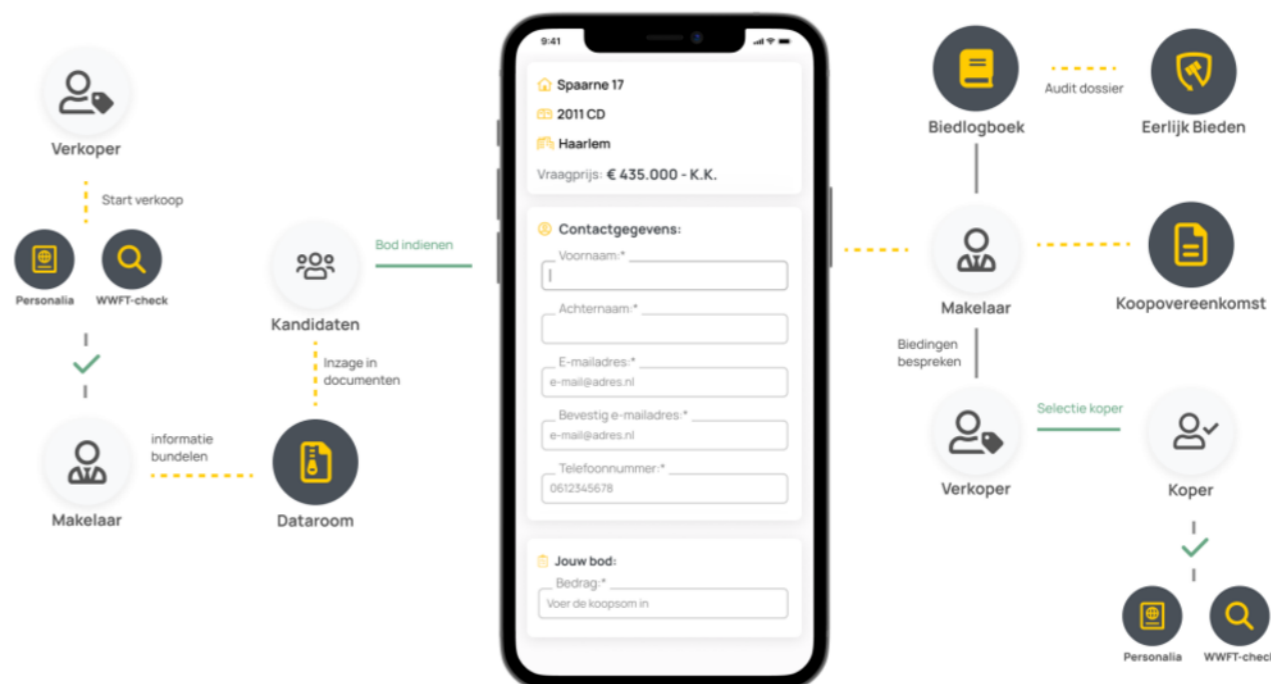 Verkoper
Start verkoop
Personalia
WWFT-check
Makelaar
informatie
bundelen
Dataroom
Inzage in
documenten
Kandidaten
Bod indienen
9:41
Spaarne 17
2011 CD
Haarlem
Vraagprijs: € 435.000 - K.K.
Contactgegevens:
Voornaam:*
Achternaam:*
E-mailadres:*
e-mail@adres.nl
Bevestig e-mailadres:*
e-mail@adres.nl
Telefoonnummer:*
0612345678
Jouw bod:
Bedrag:*
Voer de koopsom in
Biedlogboek
Audit dossier
Eerlijk Bieden
Makelaar
Koopovereenkomst
Biedingen
bespreken
Verkoper
Selectie koper
Koper
Personalia
WWFT-check